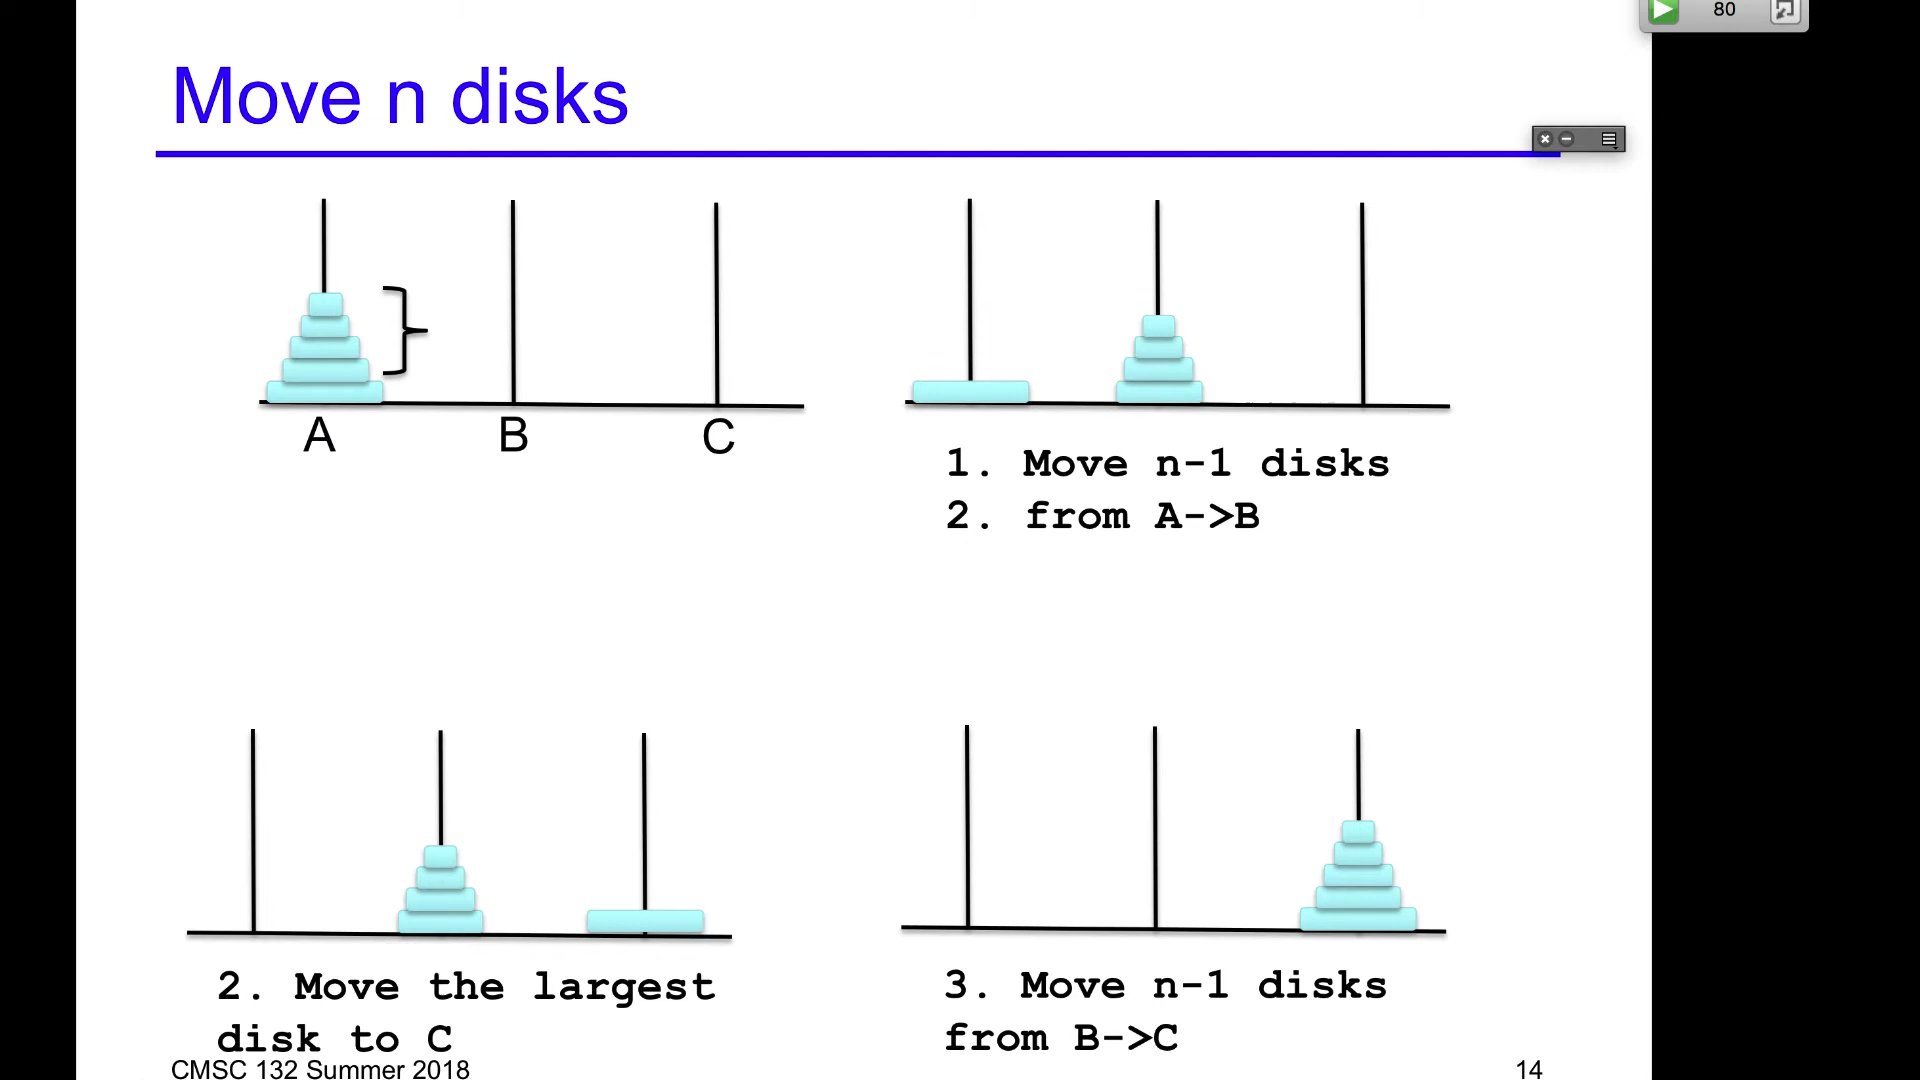 80
Move n disks
A B C
1. Move n-1 disks
2. from A->B
2. Move the largest
disk to C
3. Move n-1 disks
from B->C
CMSC 132 Summer 2018
14